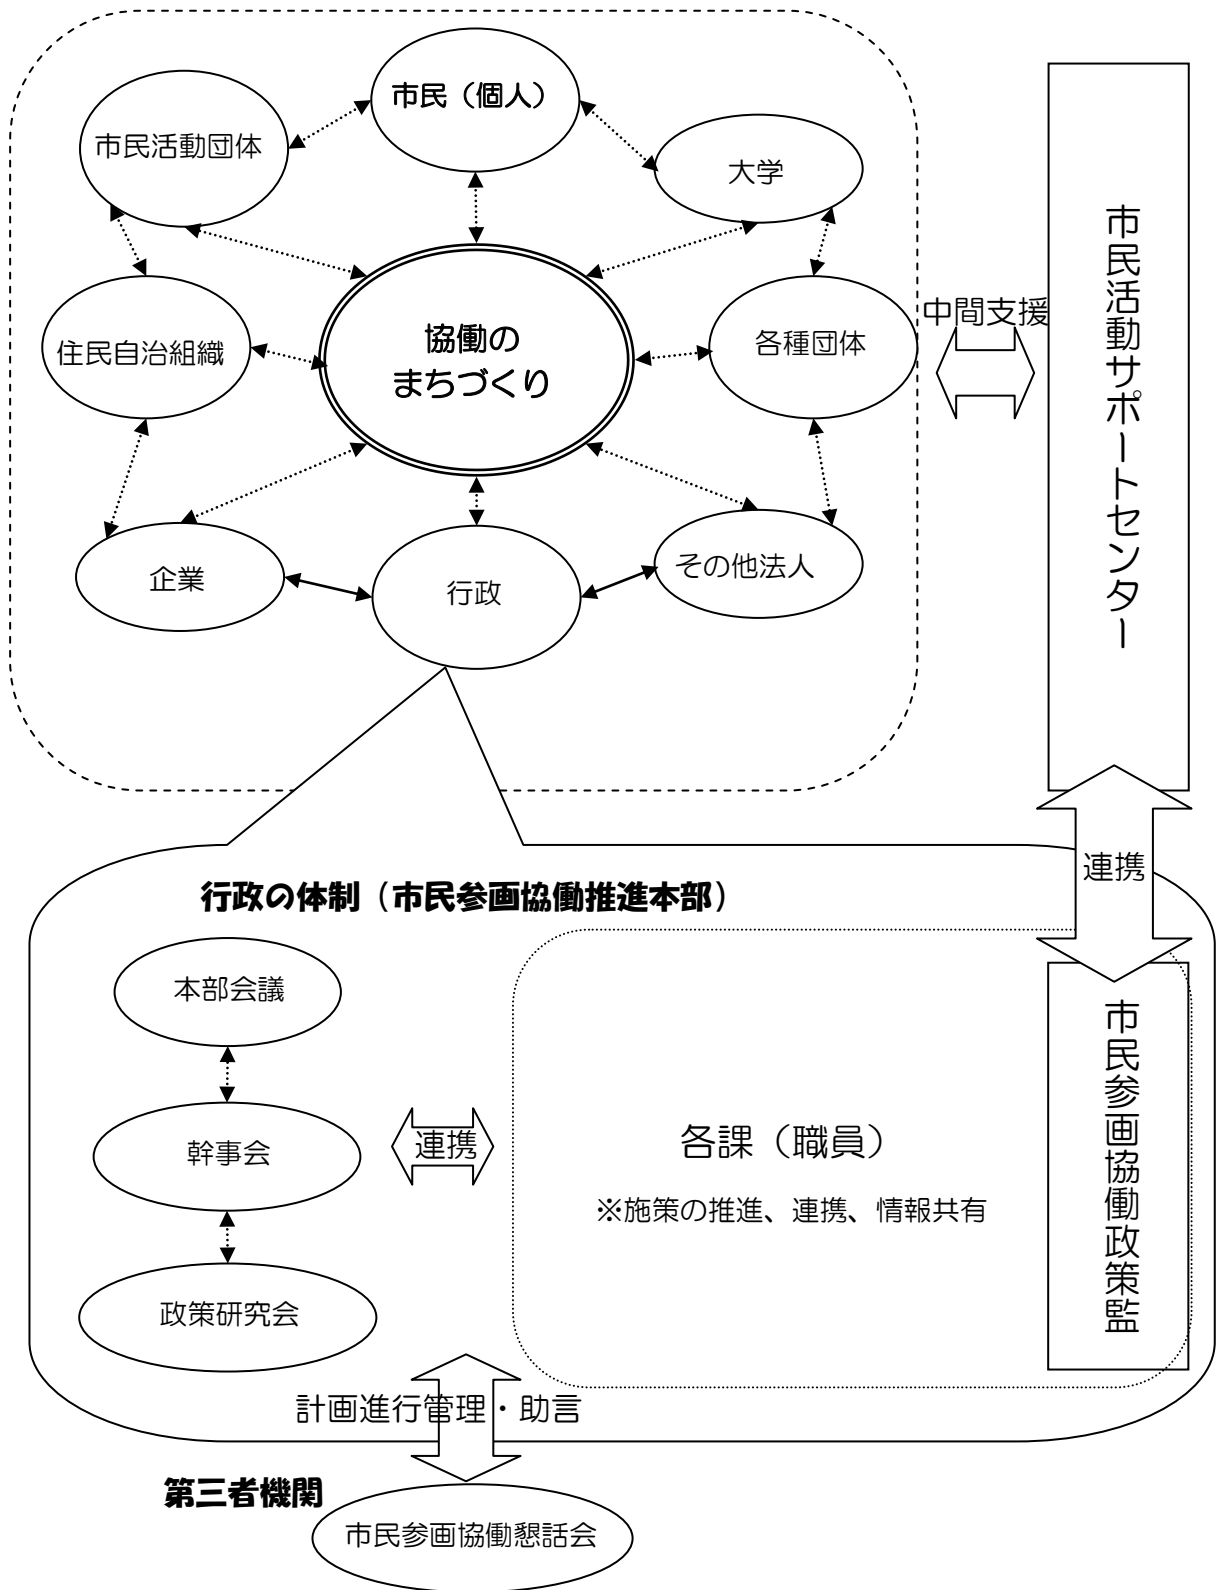 市民（個人）
市民活動団体
大学
住民自治組織
協働の
まちづくり
各種団体
中間支援
市民活動サポートセンター
企業
行政
その他法人
連携
行政の体制（市民参画協働推進本部）
本部会議
幹事会
連携
各課（職員）
※施策の推進、連携、情報共有
市民参画協働政策監
政策研究会
計画進行管理・助言
第三者機関
市民参画協働懇話会